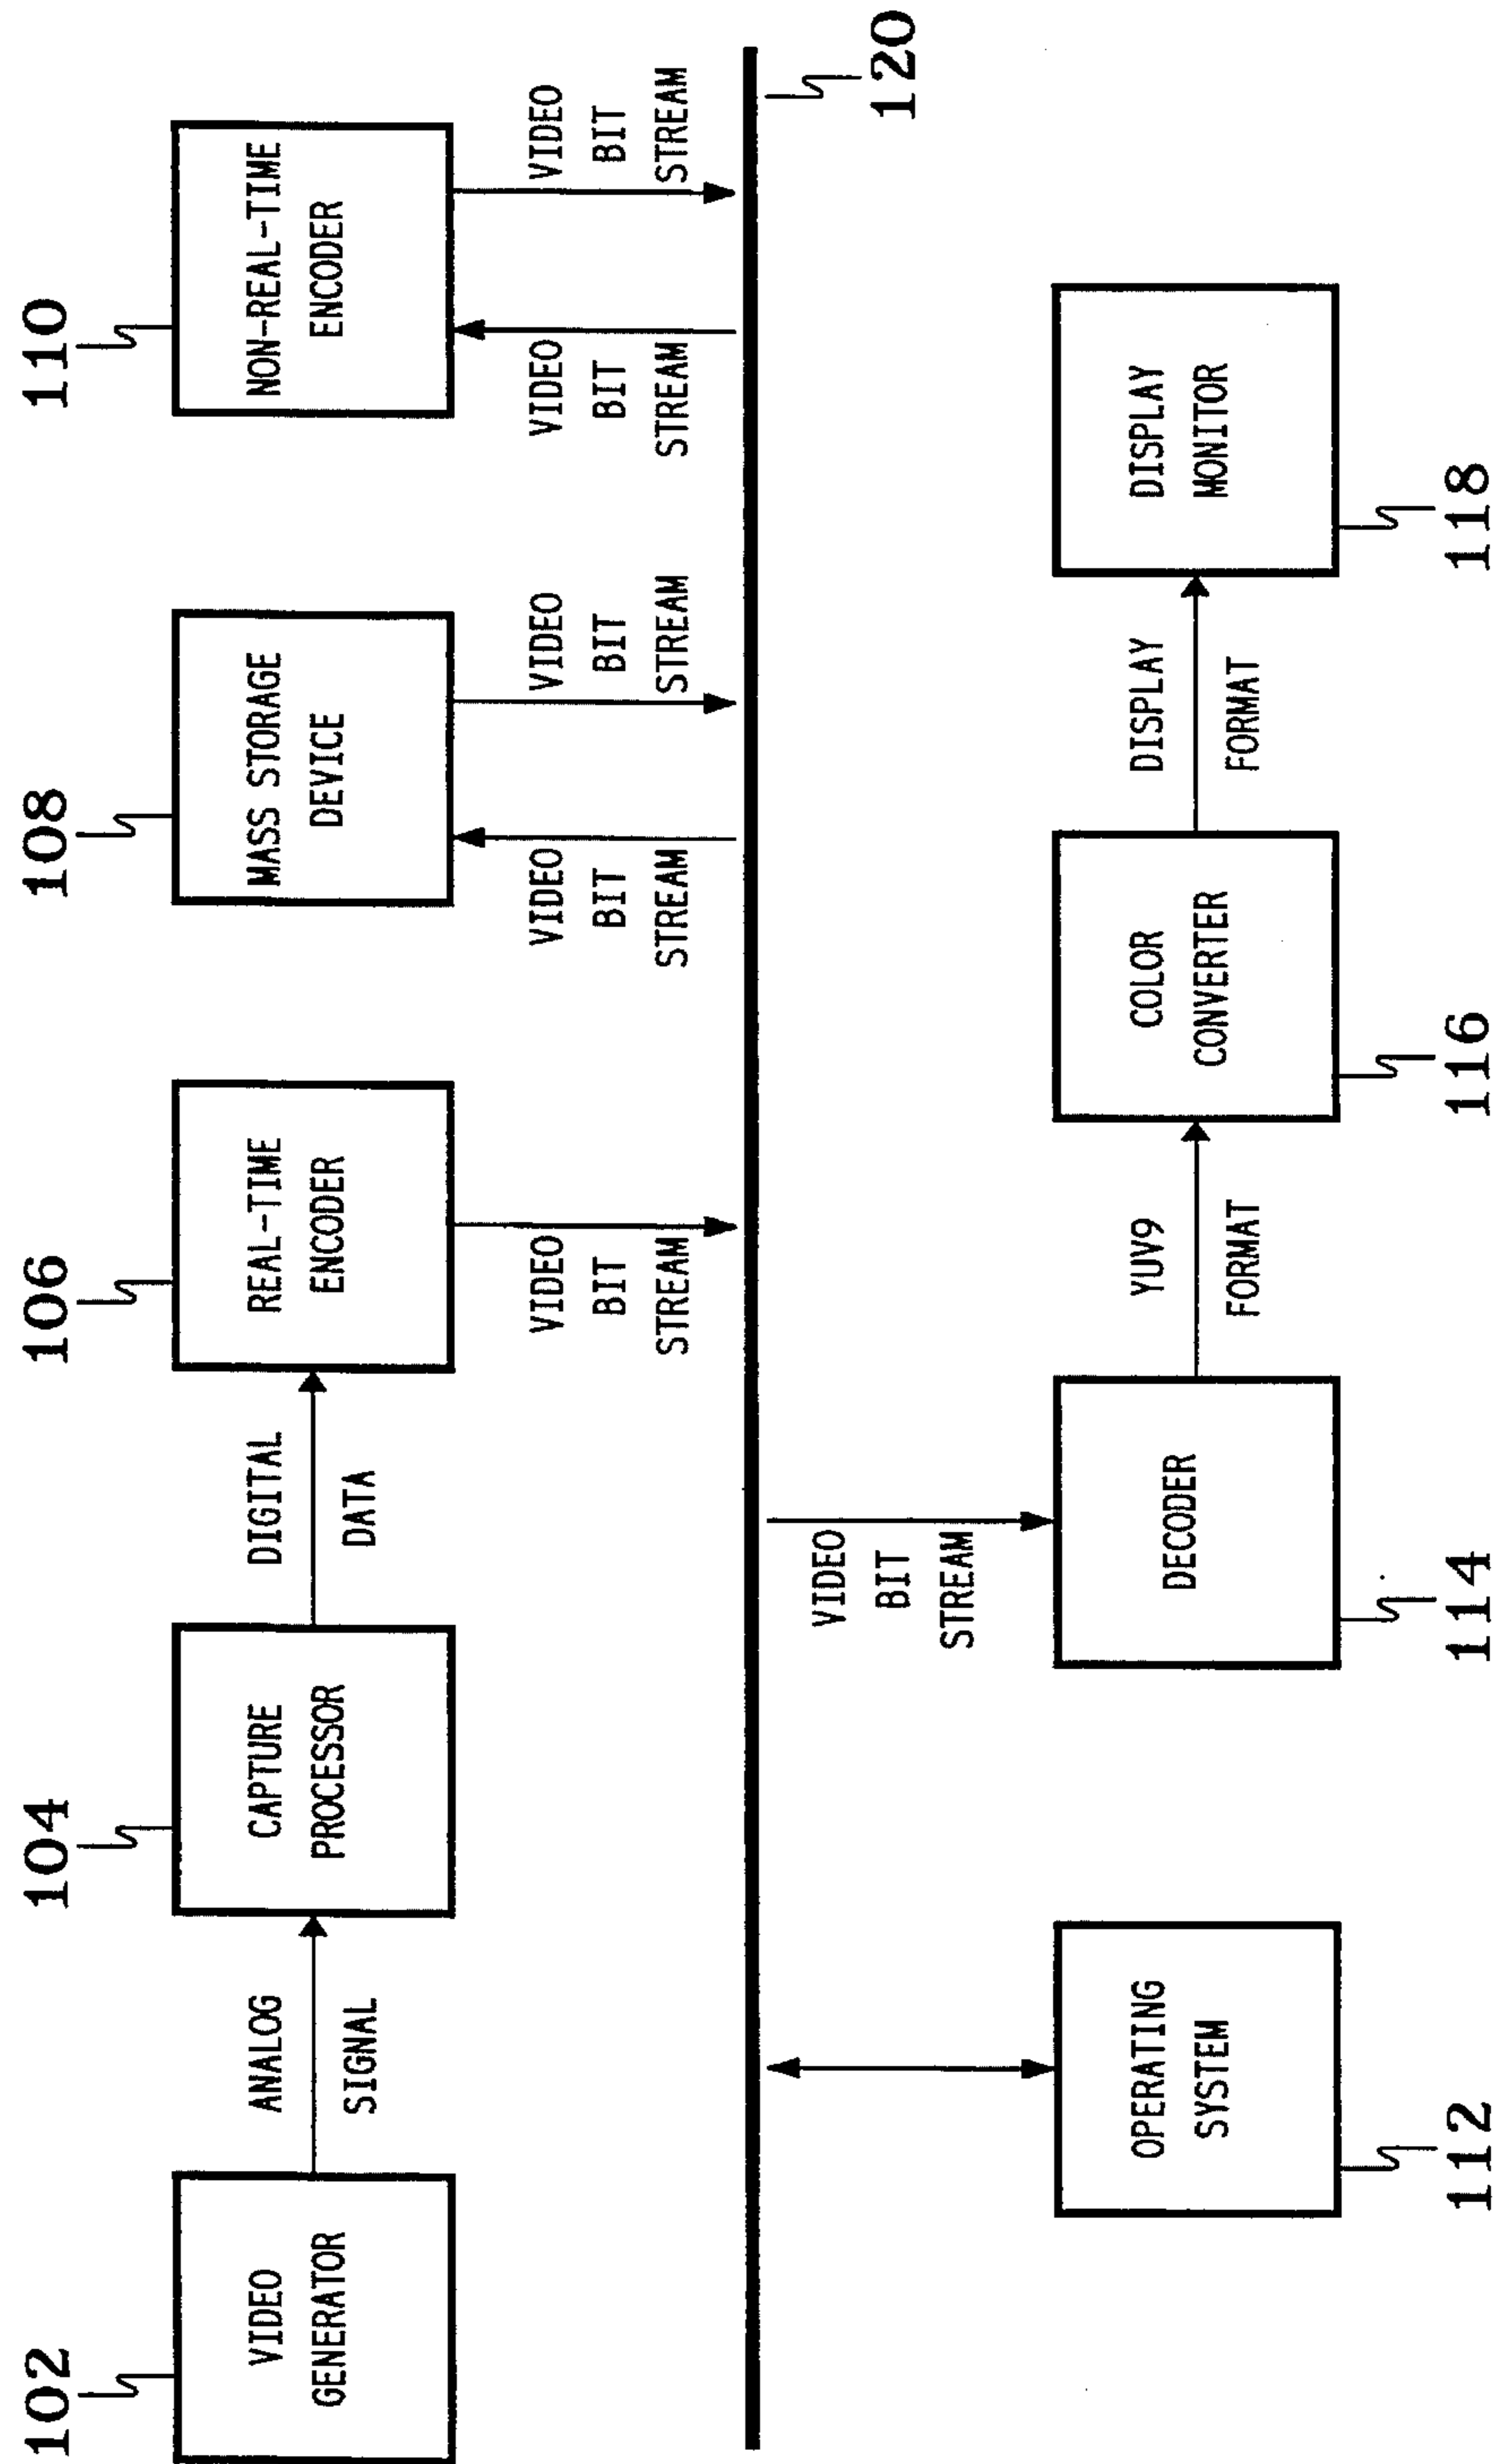 102
104
106
108
110
VIDEO
GENERATOR
ANALOG
SIGNAL
CAPTURE
PROCESSOR
DIGITAL
DATA
REAL-TIME
ENCODER
MASS STORAGE
DEVICE
NON-REAL-TIME
ENCODER
VIDEO
BIT
STREAM
VIDEO
BIT
STREAM
VIDEO
BIT
STREAM
VIDEO
BIT
STREAM
VIDEO
BIT
STREAM
120
VIDEO
BIT
STREAM
OPERATING
SYSTEM
DECODER
YUV9
FORMAT
COLOR
CONVERTER
DISPLAY
FORMAT
DISPLAY
MONITOR
112
114
116
118